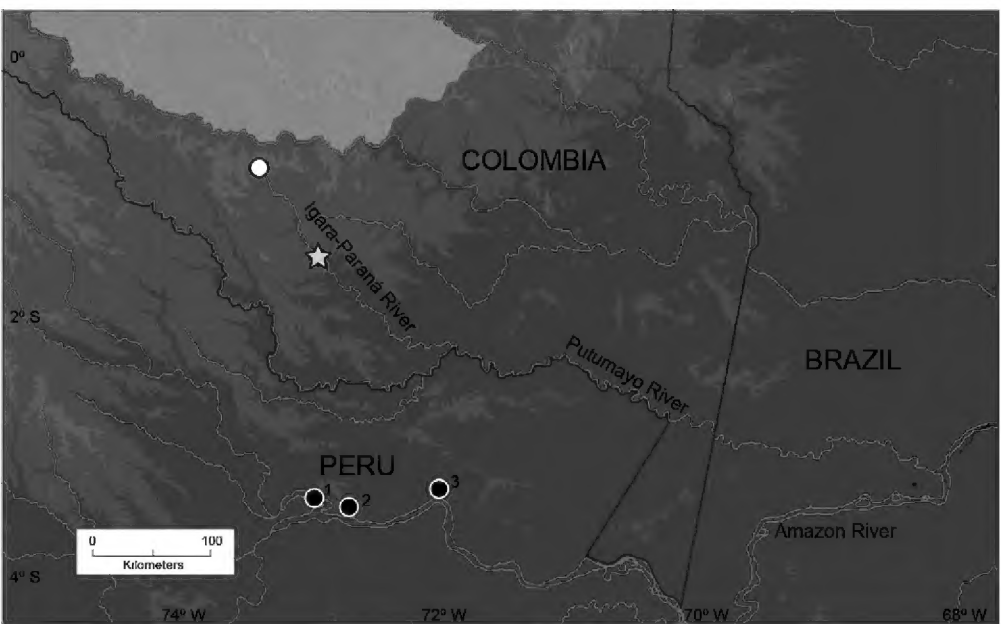 0º
COLOMBIA
Igara-Paraná River
2º S
Putumayo River
BRAZIL
PERU
1
2
3
0 100
Kilometers
Amazon River
4º S
74º W 72º W 70º W 68º W